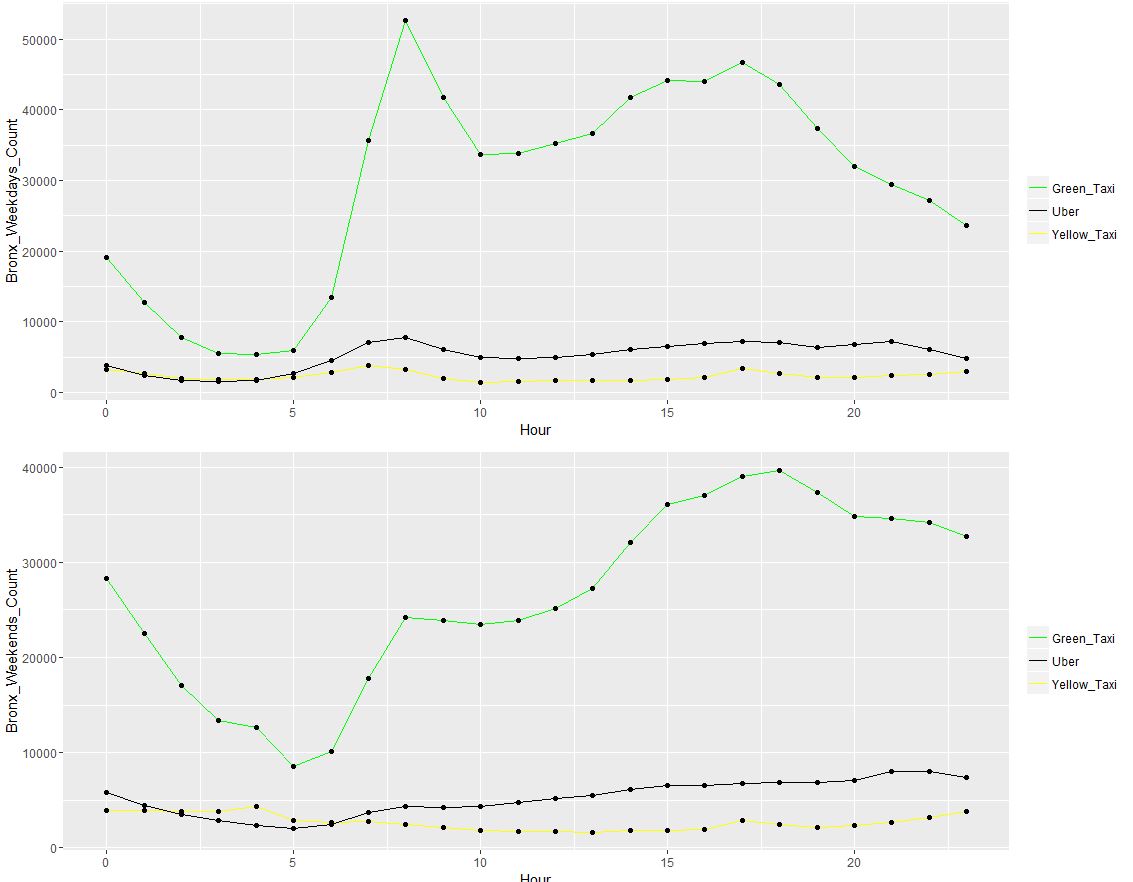 Bronx_Weekdays_Count
50000
40000
30000
20000
10000
0
0 5 10 15 20
Hour
Green_Taxi
Uber
Yellow_Taxi
Bronx_Weekends_Count
40000
30000
20000
10000
0
0 5 10 15 20
Hour
Green_Taxi
Uber
Yellow_Taxi